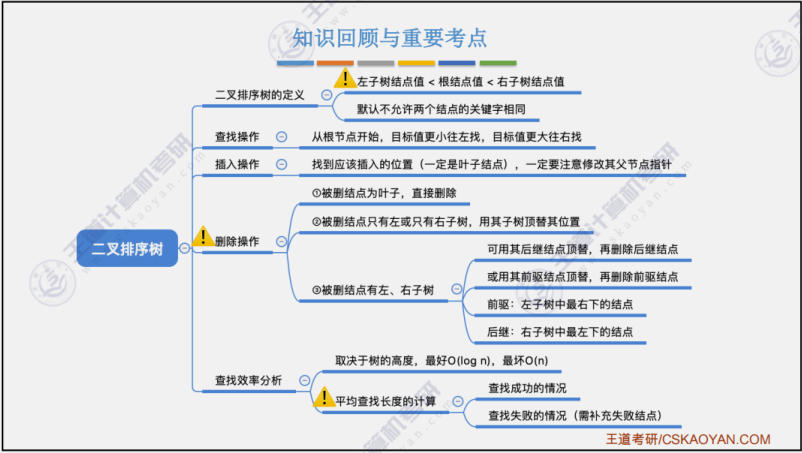 知识回顾与重要考点
左子树结点值 < 根结点值 < 右子树结点值
二叉排序树的定义
默认不允许两个结点的关键字相同
查找操作
从根节点开始，目标值更小往左找，目标值更大往右找
插入操作
找到应该插入的位置（一定是叶子结点），一定要注意修改其父节点指针
①被删结点为叶子，直接删除
②被删结点只有左或只有右子树，用其子树顶替其位置
二叉排序树
删除操作
可用其后继结点顶替，再删除后继结点
或用其前驱结点顶替，再删除前驱结点
③被删结点有左、右子树
前驱：左子树中最右下的结点
后继：右子树中最左下的结点
取决于树的高度，最好O(log n)，最坏O(n)
查找效率分析
查找成功的情况
平均查找长度的计算
查找失败的情况（需补充失败结点）
王道考研/CSKAOYAN.COM
王道计算机考研
cskaoyan.com